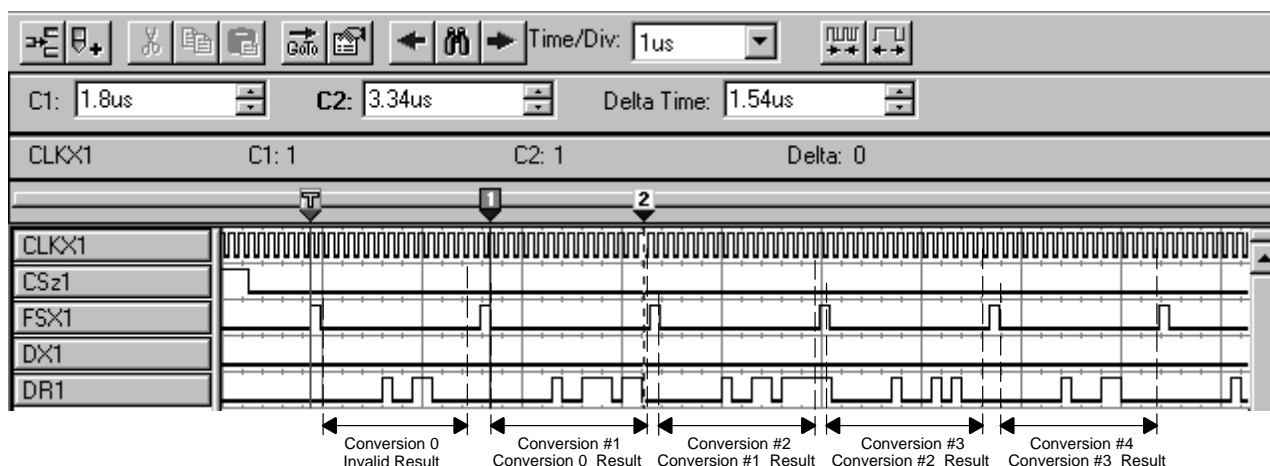 GoTo Time/Div: 1us
C1: 1.8us C2: 3.34us Delta Time: 1.54us
CLKX1 C1: 1 C2: 1 Delta: 0
T 1 2
CLKX1
CSz1
FSX1
DX1
DR1
Conversion 0 Conversion #1 Conversion #2 Conversion #3 Conversion #4
Invalid Result Conversion 0 Result Conversion #1 Result Conversion #2 Result Conversion #3 Result